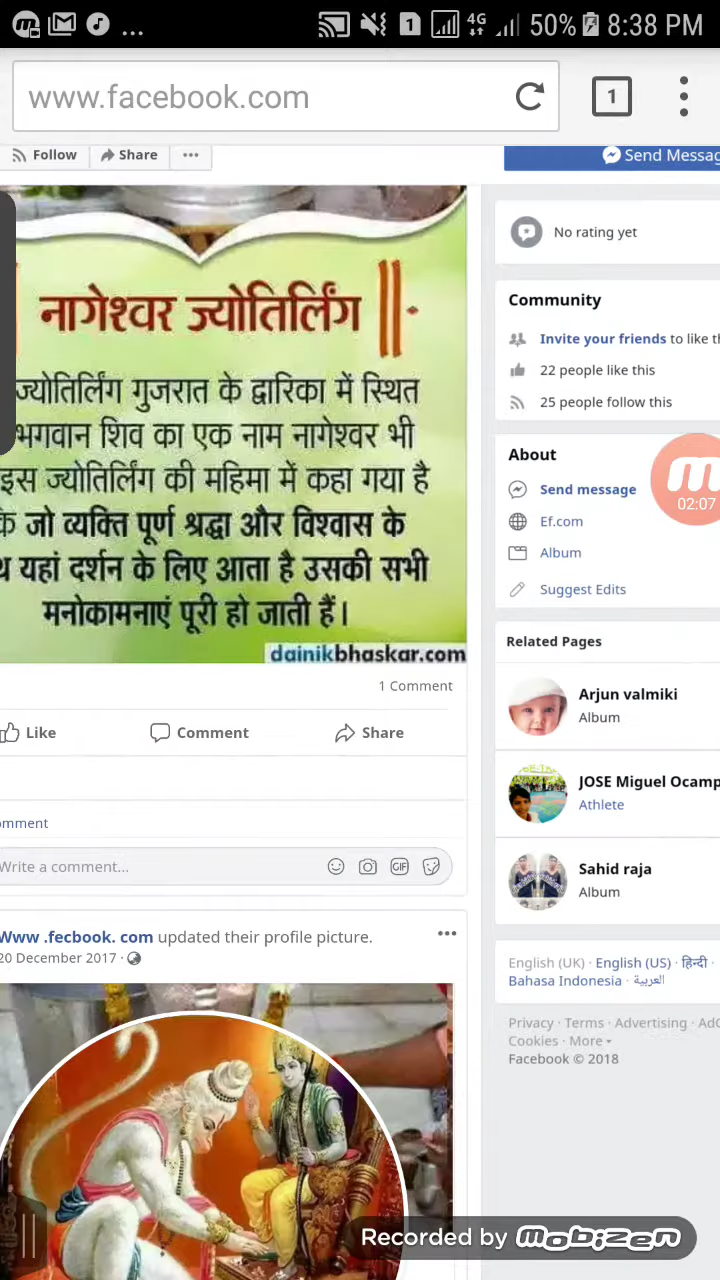 ... 1 4G 50% 8:38 PM
www.facebook.com 1
Follow Share ... Send
No rating yet
Community
Invite your friends to like
22 people like this
25 people follow this
About
Send message
Ef.com
Album
Suggest Edits
02:07
Related Pages
Arjun valmiki
Album
JOSE Miguel Ocamp
Athlete
Sahid raja
Album
English (UK) · English (US) · हिन्दी ·
Bahasa Indonesia · العربية
Privacy · Terms · Advertising ·
Cookies · More
Facebook © 2018
नागेश्वर ज्योतिर्लिंग ||
ज्योतिर्लिंग गुजरात के द्वारिका में स्थित
भगवान शिव का एक नाम नागेश्वर भी
इस ज्योतिर्लिंग की महिमा में कहा गया है
जो व्यक्ति पूर्ण श्रद्धा और विश्वास के
यहां दर्शन के लिए आता है उसकी सभी
मनोकामनाएं पूरी हो जाती हैं।
dainikbhaskar.com
1 Comment
Like Comment Share
omment
Write a comment... GIF
Www .fecbook. com updated their profile picture.
20 December 2017 ·
Recorded by mobizen